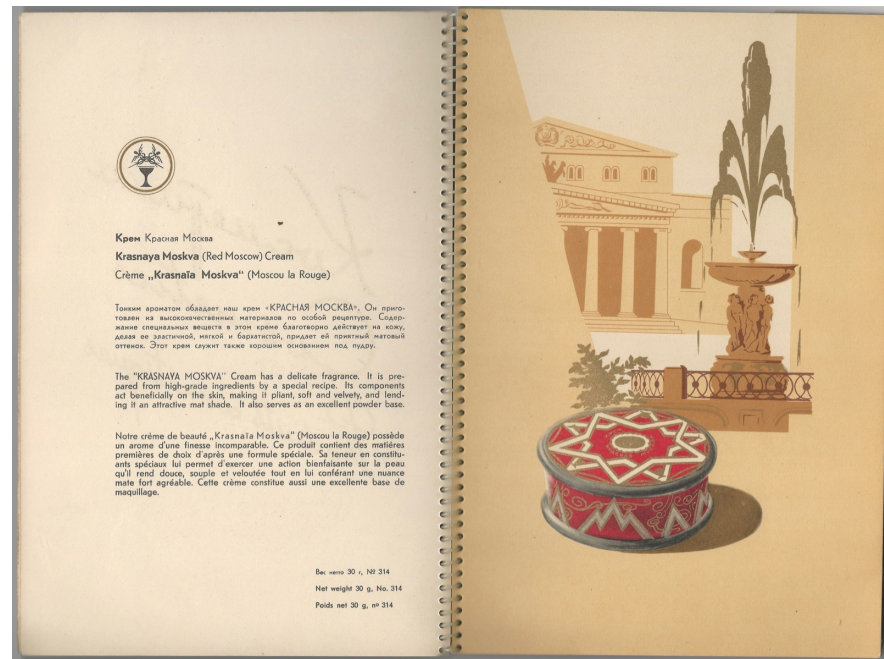 Крем Красная Москва
Krasnaya Moskva (Red Moscow) Cream
Crème „Krasnaïa Moskva" (Moscou la Rouge)
Тонким ароматом обладает наш крем «КРАСНАЯ МОСКВА». Он приго-
товлен из высококачественных материалов по особой рецептуре. Содер-
жание специальных веществ в этом креме благотворно действует на кожу,
делая ее эластичной, мягкой и бархатистой, придает ей приятный матовый
оттенок. Этот крем служит также хорошим основанием под пудру.
The "KRASNAYA MOSKVA" Cream has a delicate fragrance. It is pre-
pared from high-grade ingredients by a special recipe. Its components
act beneficially on the skin, making it pliant, soft and velvety, and lend-
ing it an attractive mat shade. It also serves as an excellent powder base.
Notre créme de beauté „Krasnaïa Moskva" (Moscou la Rouge) possède
un arome d'une finesse incomparable. Ce produit contient des matières
premières de choix d'après une formule spéciale. Sa teneur en constitu-
ants spéciaux lui permet d'exercer une action bienfaisante sur la peau
qu'il rend douce, souple et veloutée tout en lui conférant une nuance
mate fort agréable. Cette crème constitue aussi une excellente base de
maquillage.
Вес нетто 30 г, № 314
Net weight 30 g, No. 314
Poids net 30 g, nº 314